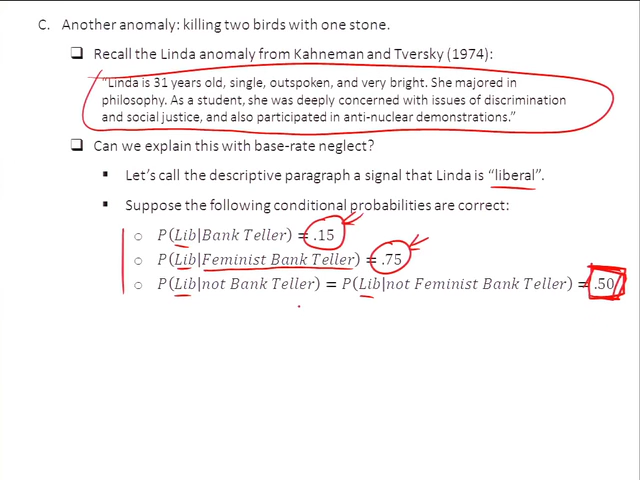 C. Another anomaly: killing two birds with one stone.
❑ Recall the Linda anomaly from Kahneman and Tversky (1974):
"Linda is 31 years old, single, outspoken, and very bright. She majored in
philosophy. As a student, she was deeply concerned with issues of discrimination
and social justice, and also participated in anti-nuclear demonstrations."
❑ Can we explain this with base-rate neglect?
▪ Let's call the descriptive paragraph a signal that Linda is "liberal".
▪ Suppose the following conditional probabilities are correct:
○ P(Lib|Bank Teller) = .15
○ P(Lib|Feminist Bank Teller) = .75
○ P(Lib|not Bank Teller) = P(Lib|not Feminist Bank Teller) = .50